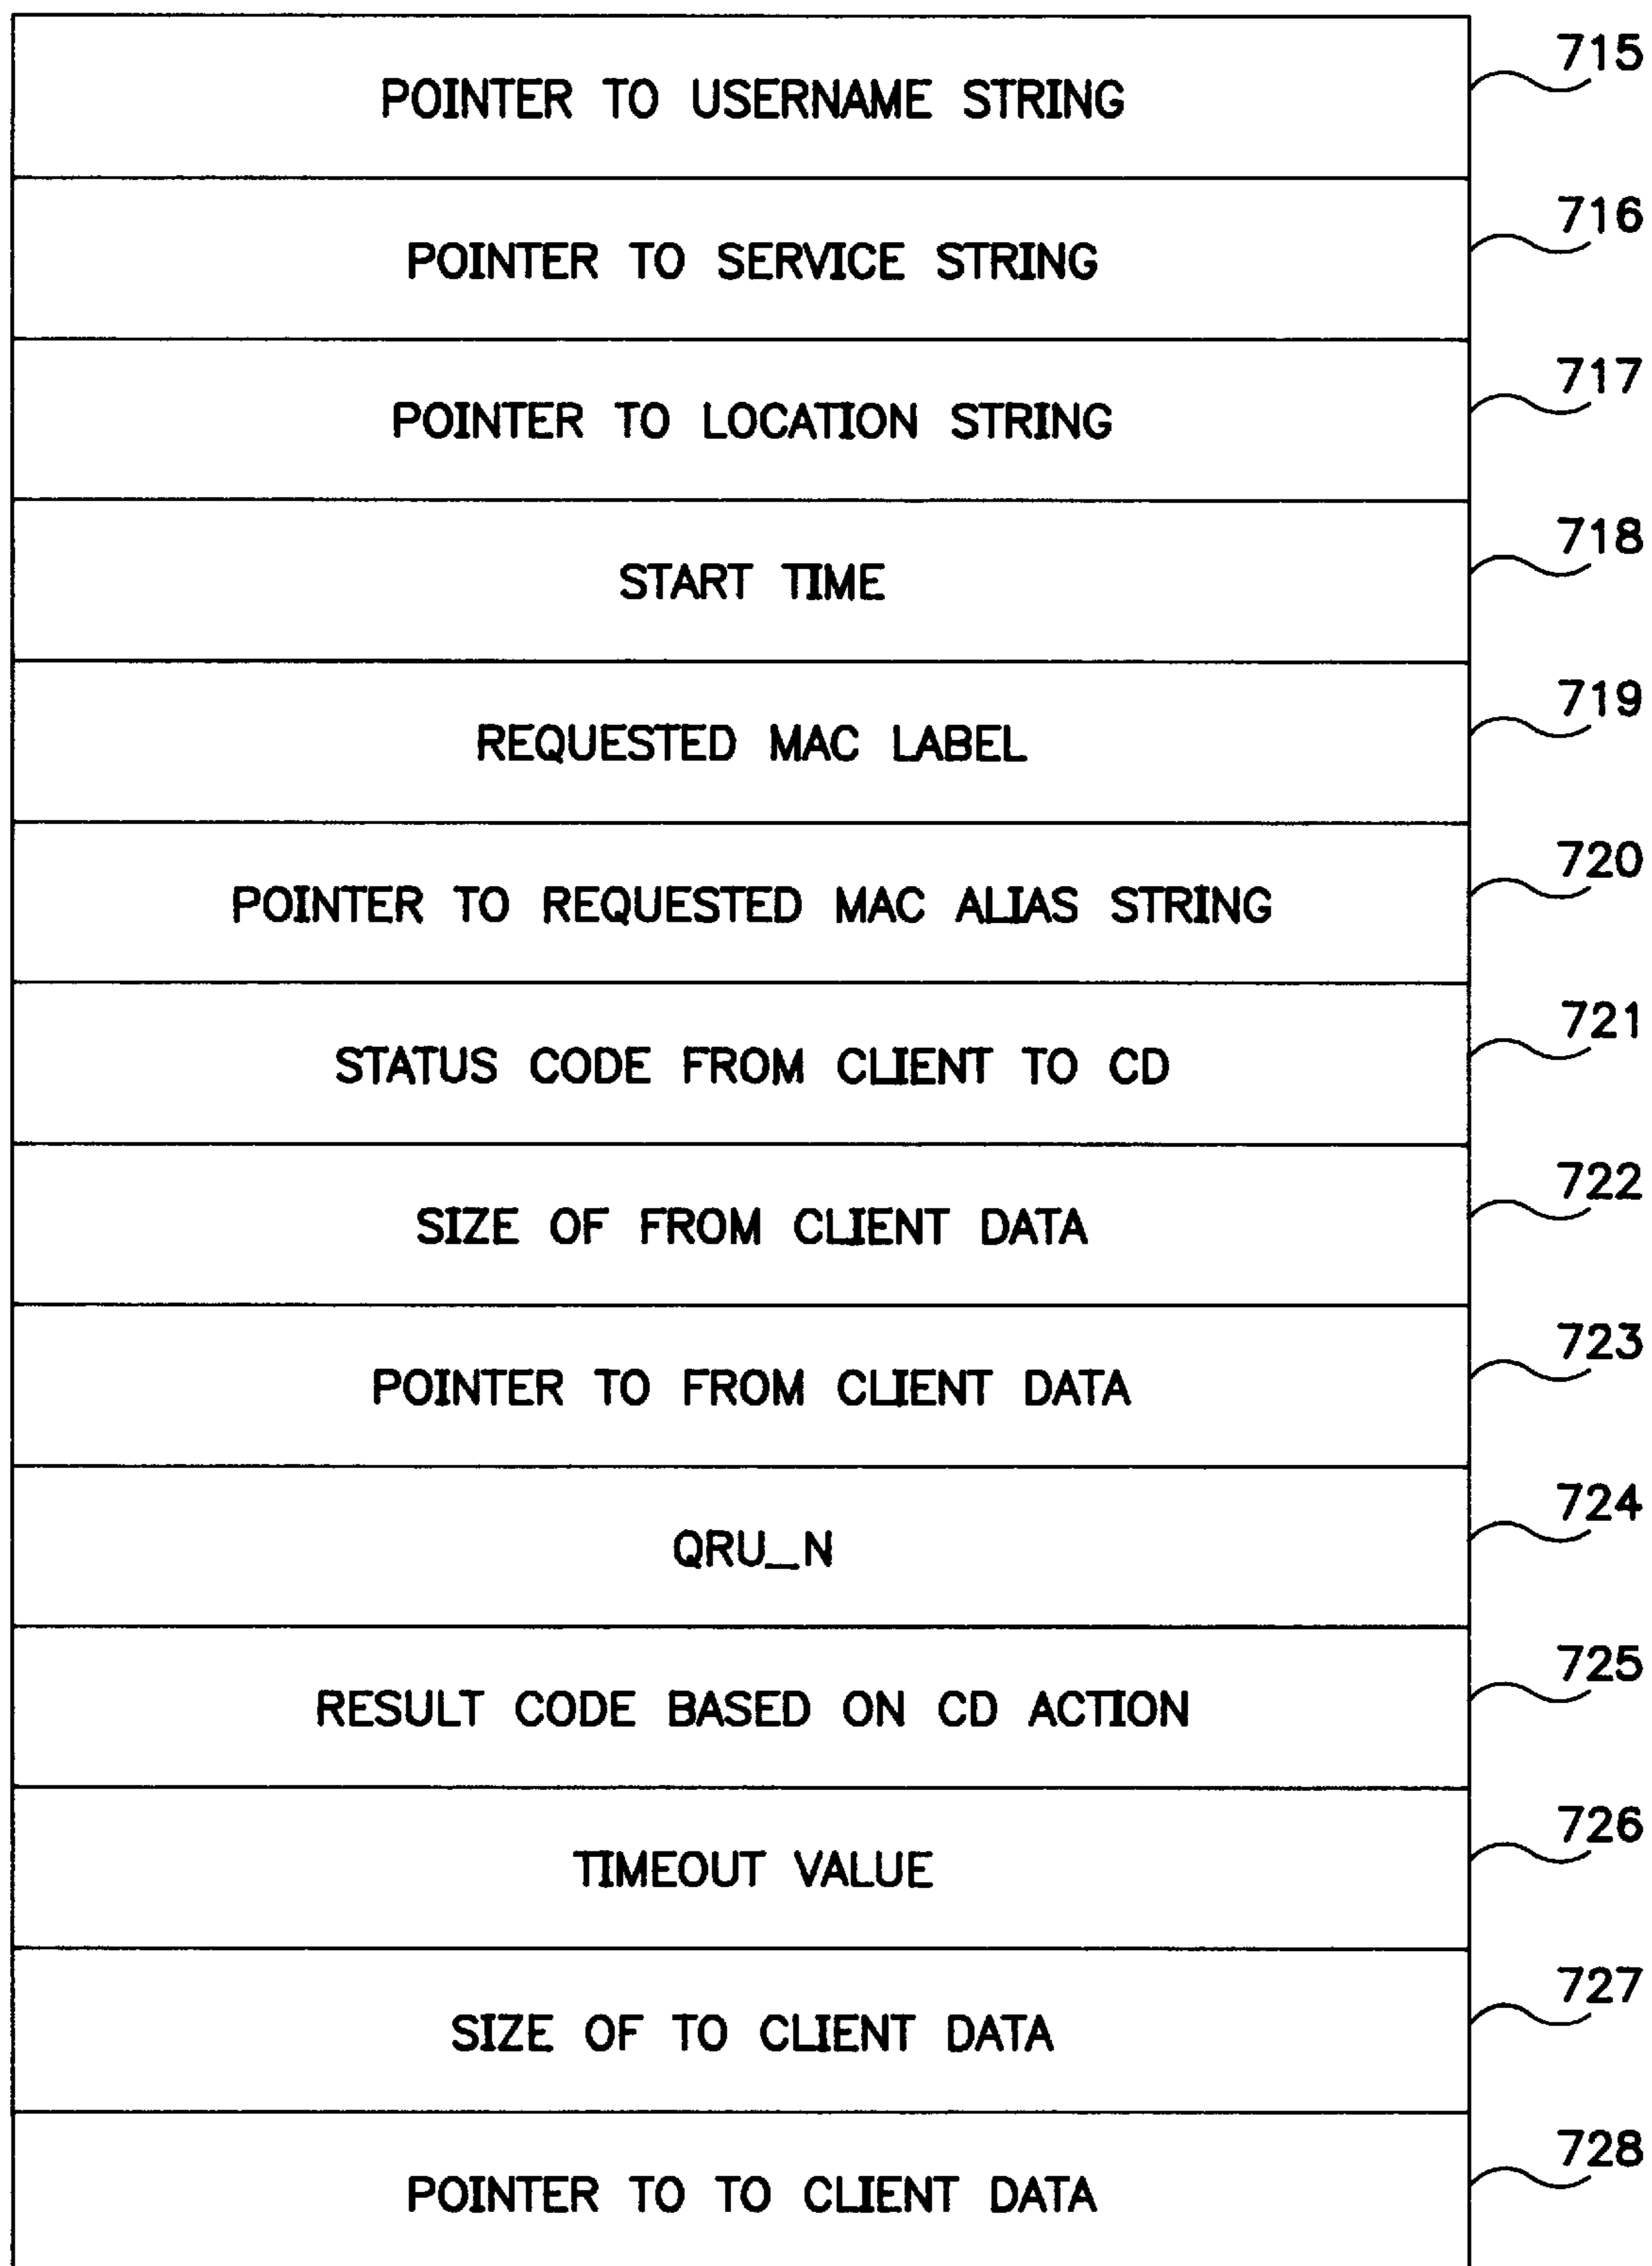 POINTER TO USERNAME STRING 715
POINTER TO SERVICE STRING 716
POINTER TO LOCATION STRING 717
START TIME 718
REQUESTED MAC LABEL 719
POINTER TO REQUESTED MAC ALIAS STRING 720
STATUS CODE FROM CLIENT TO CD 721
SIZE OF FROM CLIENT DATA 722
POINTER TO FROM CLIENT DATA 723
QRU_N 724
RESULT CODE BASED ON CD ACTION 725
TIMEOUT VALUE 726
SIZE OF TO CLIENT DATA 727
POINTER TO TO CLIENT DATA 728